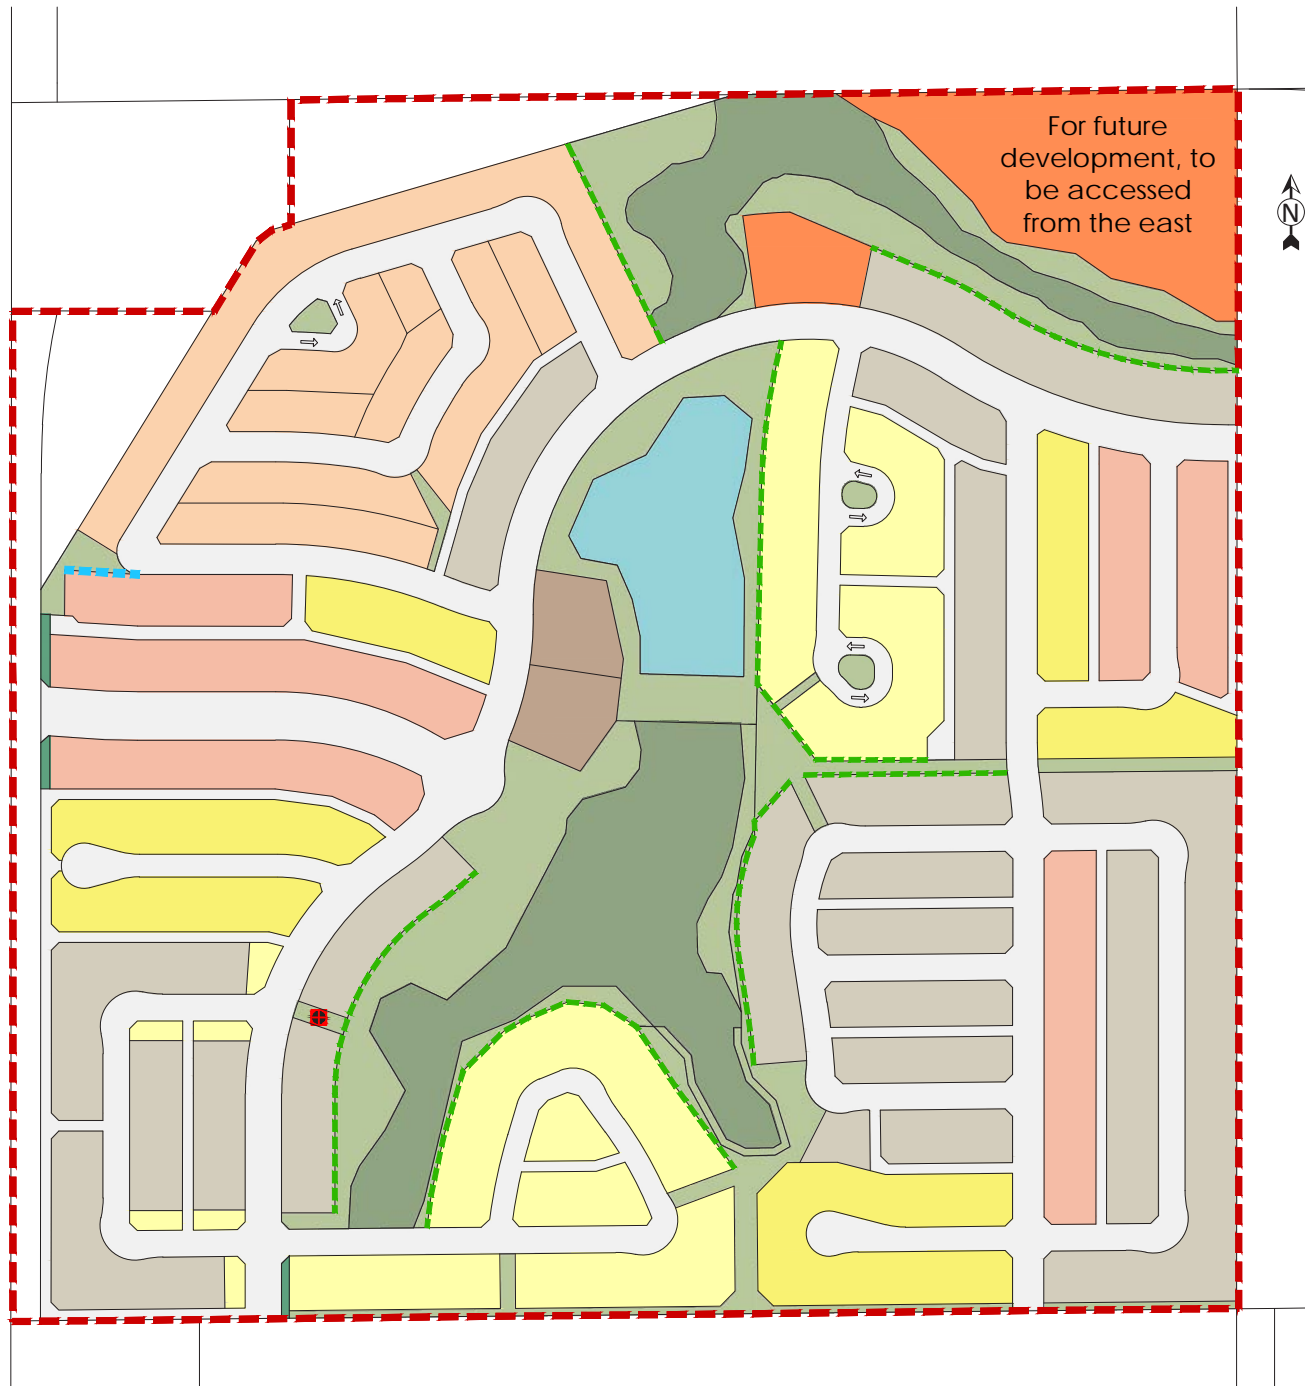 For future
development, to
be accessed
from the east
N